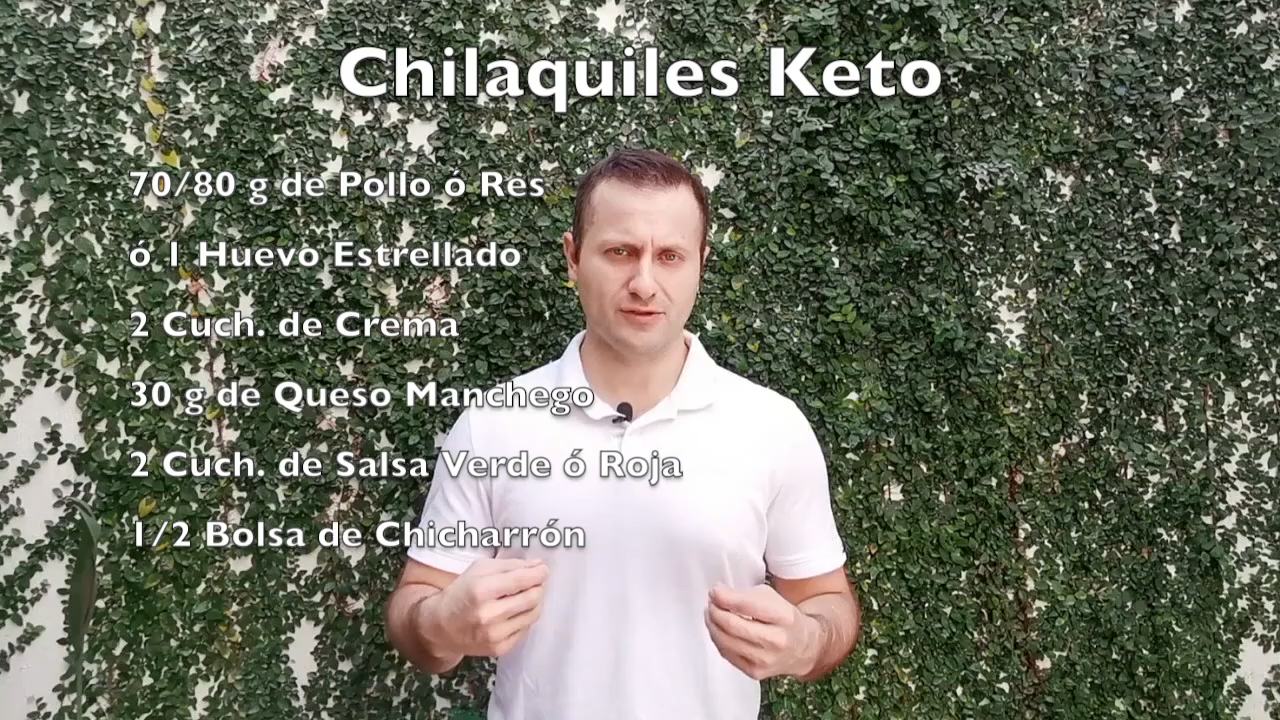 Chilaquiles Keto
70/80 g de Pollo ó Res
ó 1 Huevo Estrellado
2 Cuch. de Crema
30 g de Queso Manchego
2 Cuch. de Salsa Verde ó Roja
1/2 Bolsa de Chicharrón